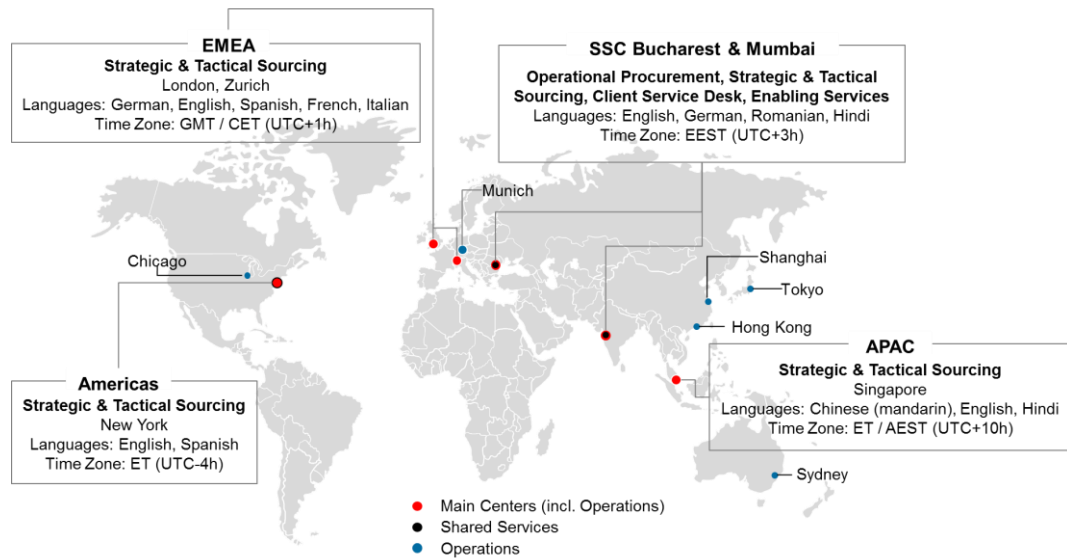 EMEA
Strategic & Tactical Sourcing
London, Zurich
Languages: German, English, Spanish, French, Italian
Time Zone: GMT / CET (UTC+1h)
SSC Bucharest & Mumbai
Operational Procurement, Strategic & Tactical
Sourcing, Client Service Desk, Enabling Services
Languages: English, German, Romanian, Hindi
Time Zone: EEST (UTC+3h)
Munich
Chicago
Shanghai
Tokyo
Hong Kong
Americas
Strategic & Tactical Sourcing
New York
Languages: English, Spanish
Time Zone: ET (UTC-4h)
APAC
Strategic & Tactical Sourcing
Singapore
Languages: Chinese (mandarin), English, Hindi
Time Zone: ET / AEST (UTC+10h)
Sydney
Main Centers (incl. Operations)
Shared Services
Operations